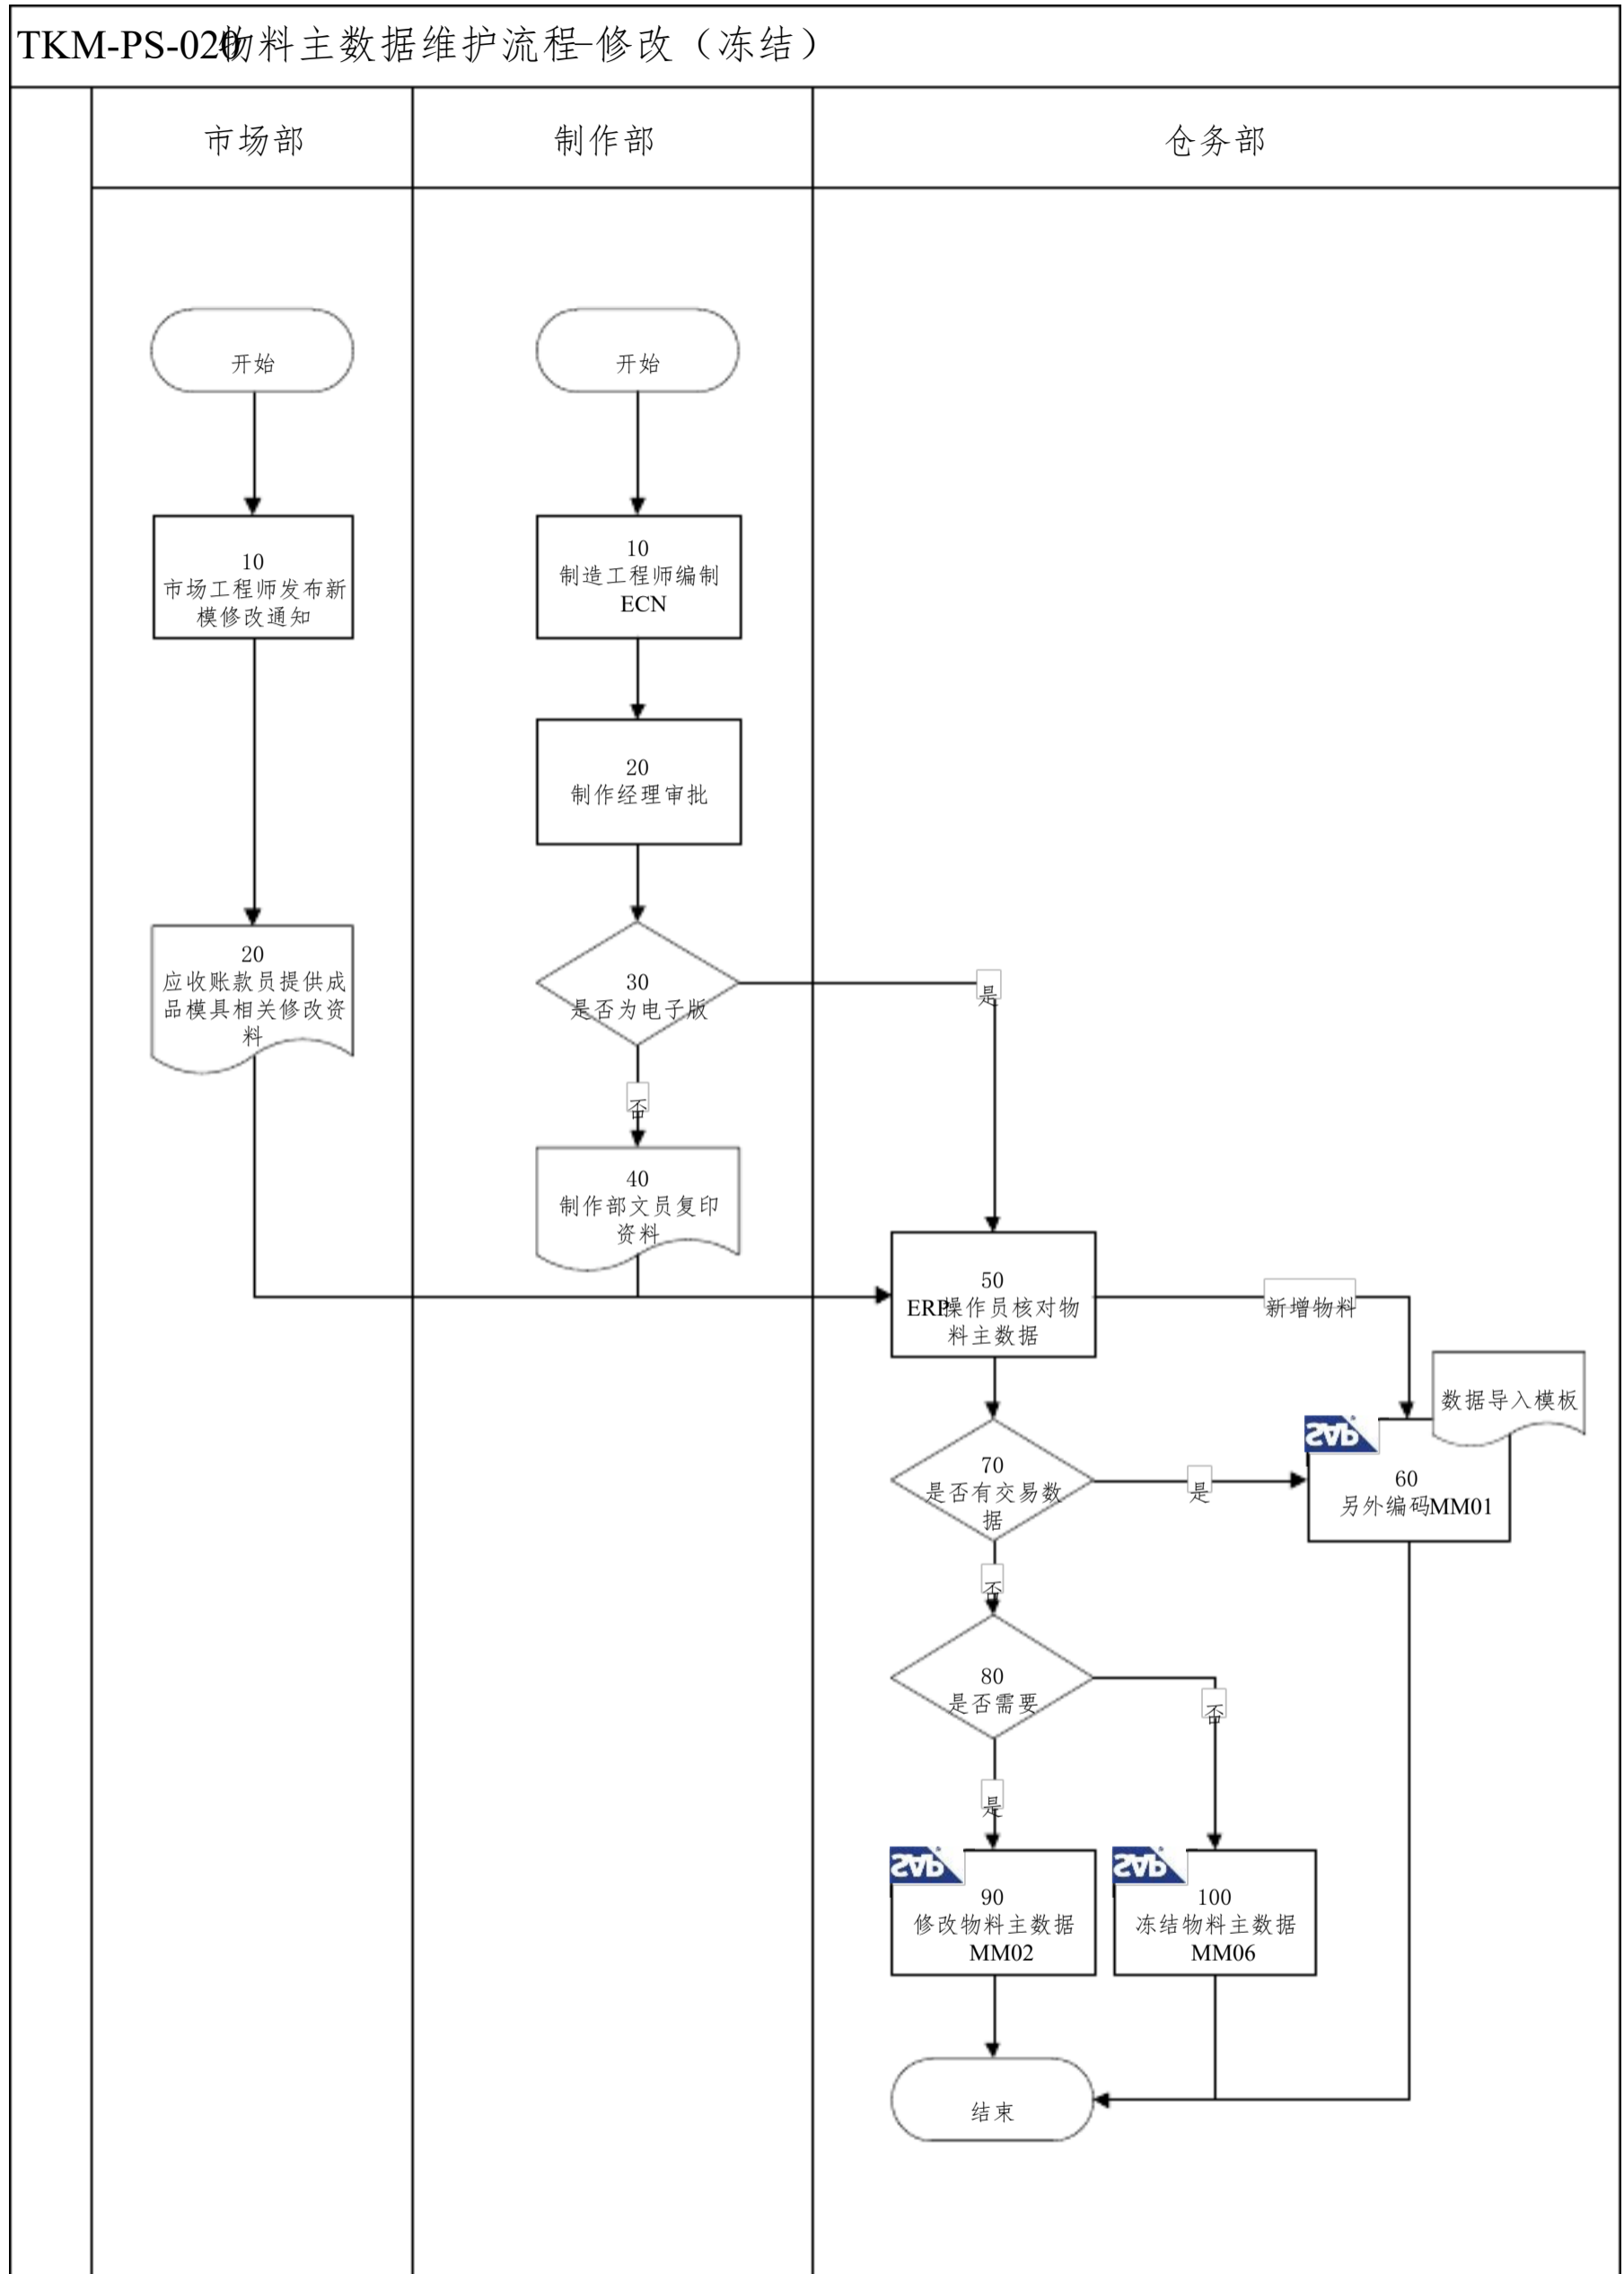 TKM-PS-020物料主数据维护流程-修改（冻结）
市场部
制作部
仓务部
开始
开始
10
市场工程师发布新
模修改通知
10
制造工程师编制
ECN
20
制作经理审批
20
应收账款员提供成
品模具相关修改资
料
30
是否为电子版
是
否
40
制作部文员复印
资料
50
ERP操作员核对物
料主数据
新增物料
数据导入模板
SAP
60
另外编码MM01
70
是否有交易数
据
是
否
80
是否需要
否
是
SAP
90
修改物料主数据
MM02
SAP
100
冻结物料主数据
MM06
结束